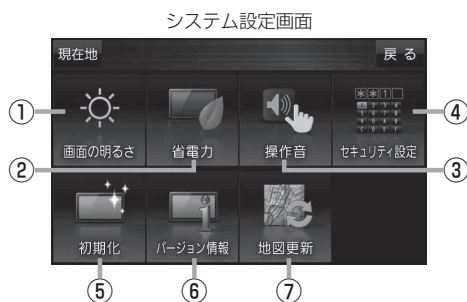 システム設定画面
現在地 戻る
① ④
画面の明るさ 省電力 操作音 セキュリティ設定
② ③
初期化 バージョン情報 地図更新
⑤ ⑥ ⑦